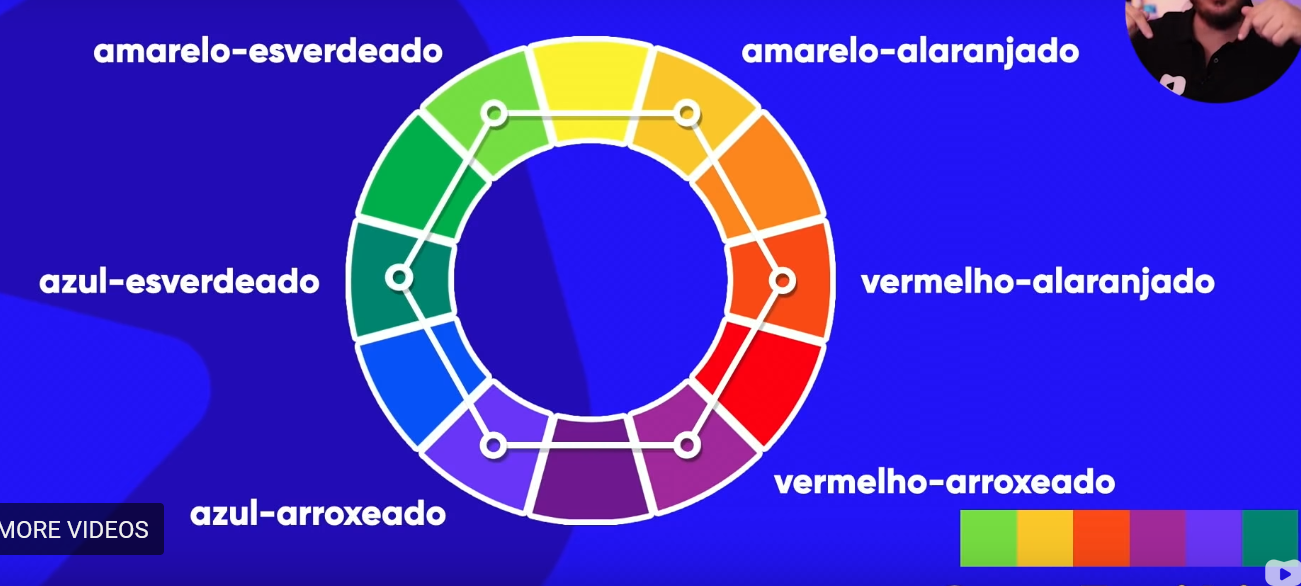 amarelo-esverdeado
amarelo-alaranjado
azul-esverdeado
vermelho-alaranjado
vermelho-arroxeado
azul-arroxeado
MORE VIDEOS